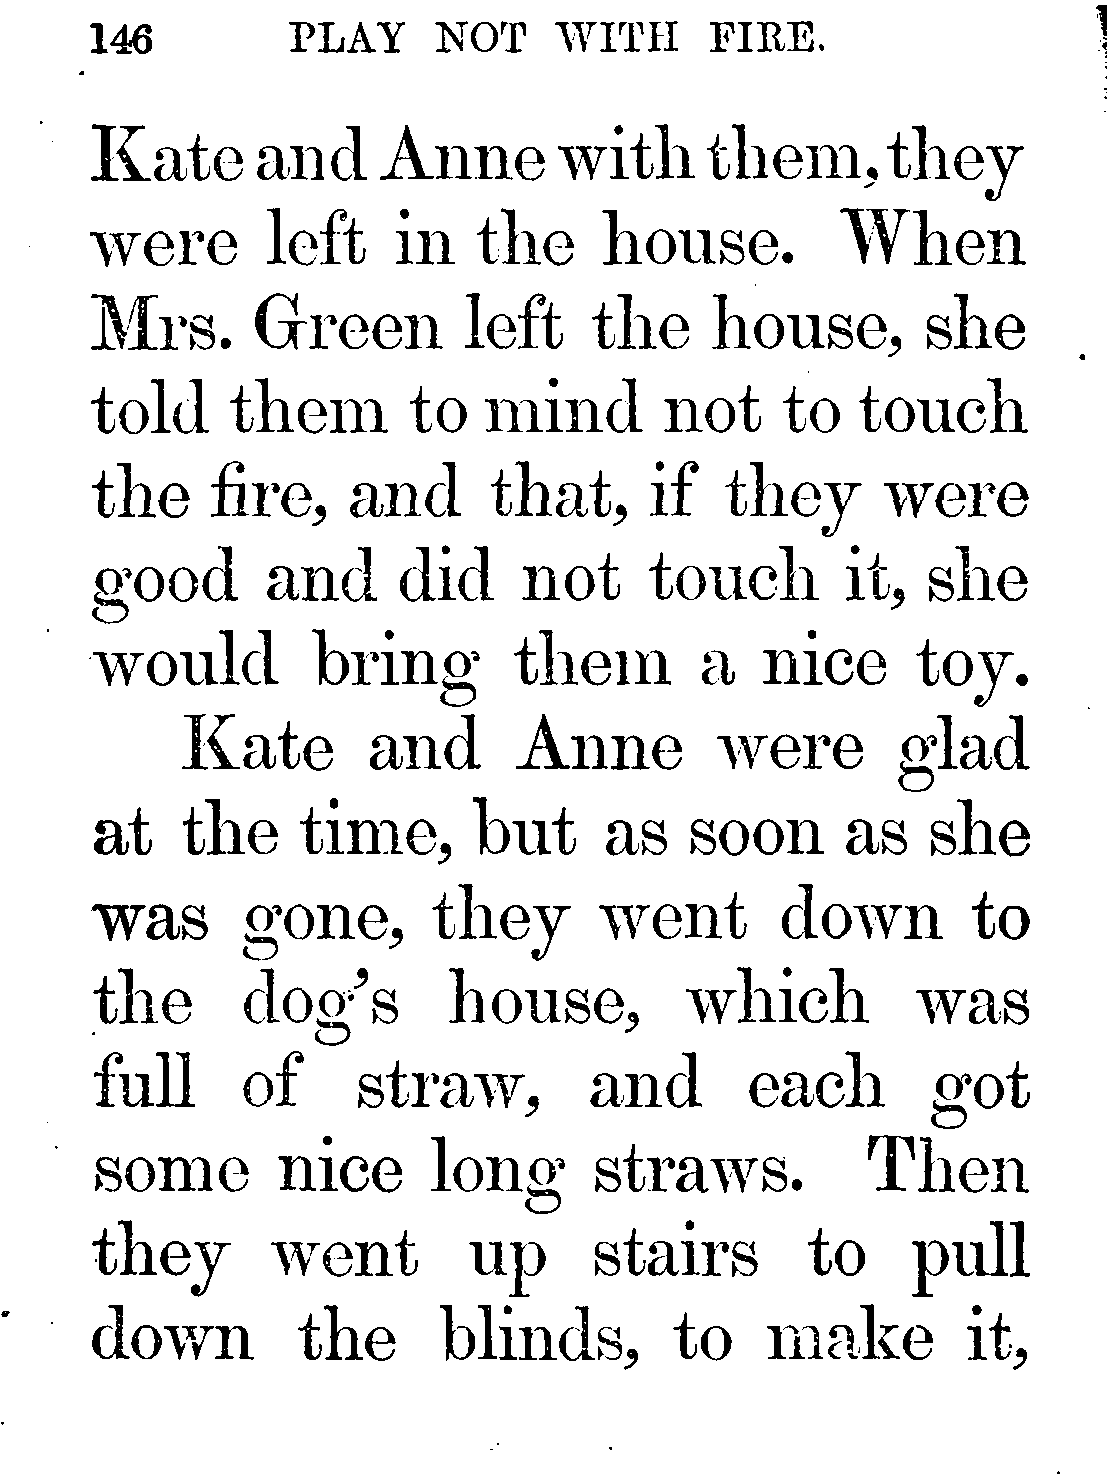 146 PLAY NOT WITH FIRE.
Kate and Anne with them, they
were left in the house. When
Mrs. Green left the house, she
told them to mind not to touch
the fire, and that, if they were
good and did not touch it, she
would bring them a nice toy.
Kate and Anne were glad
at the time, but as soon as she
was gone, they went down to
the dog's house, which was
full of straw, and each got
some nice long straws. Then
they went up stairs to pull
down the blinds, to make it,